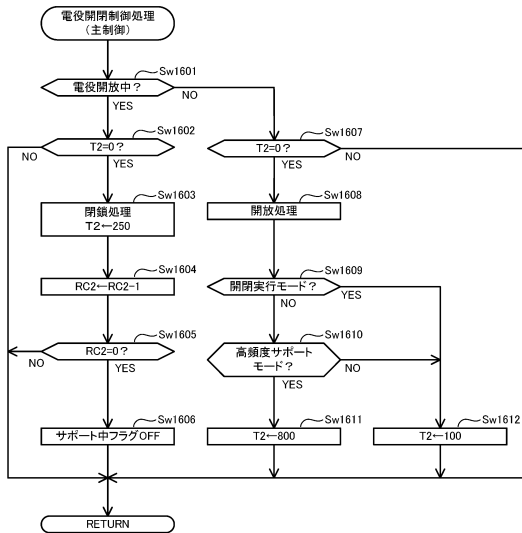 電役開閉制御処理
(主制御)
Sw1601
電役開放中?
NO
YES
Sw1602
T2=0?
NO
YES
Sw1607
T2=0?
NO
YES
Sw1603
閉鎖処理
T2←250
Sw1608
開放処理
Sw1604
RC2←RC2-1
Sw1609
開閉実行モード?
YES
NO
Sw1605
RC2=0?
NO
YES
Sw1610
高頻度サポート
モード?
NO
YES
Sw1606
サポート中フラグOFF
Sw1611
T2←800
Sw1612
T2←100
RETURN